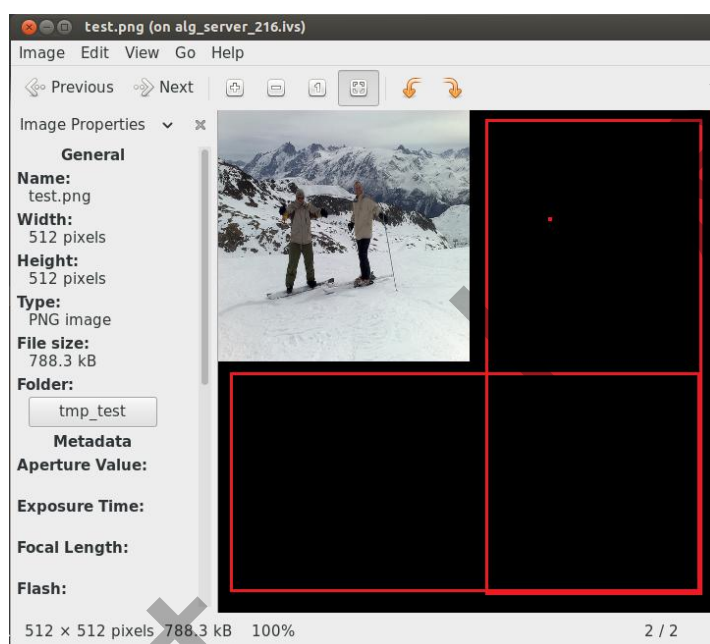 test.png (on alg_server_216.ivs)
Image Edit View Go Help
Previous Next
Image Properties
General
Name:
test.png
Width:
512 pixels
Height:
512 pixels
Type:
PNG image
File size:
788.3 kB
Folder:
tmp_test
Metadata
Aperture Value:
Exposure Time:
Focal Length:
Flash:
512 × 512 pixels 788.3 kB 100% 2 / 2